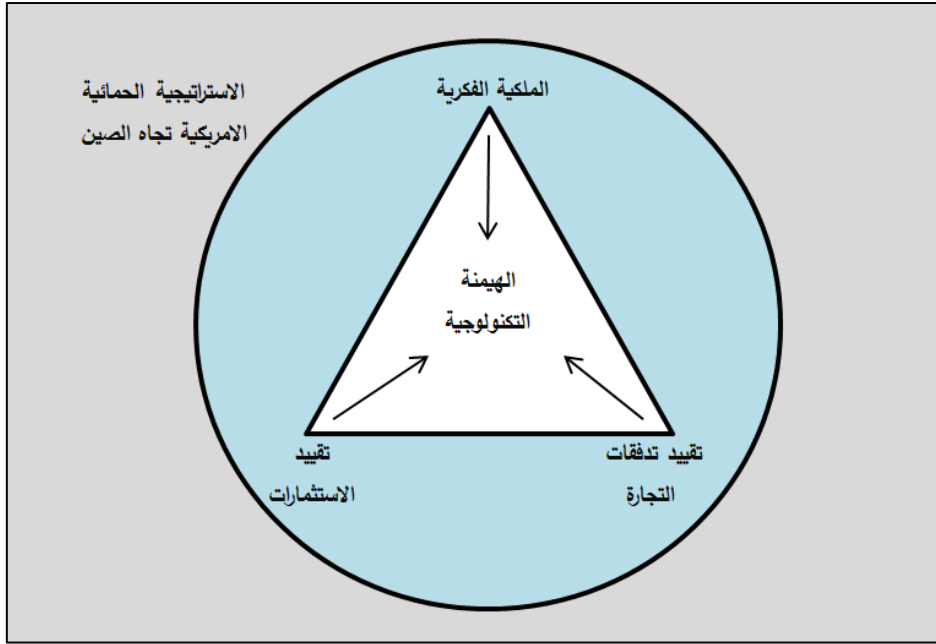 الاستراتيجية الحمائية
الامريكية تجاه الصين
الملكية الفكرية
الهيمنة
التكنولوجية
تقييد تدفقات
التجارة
تقييد
الاستثمارات